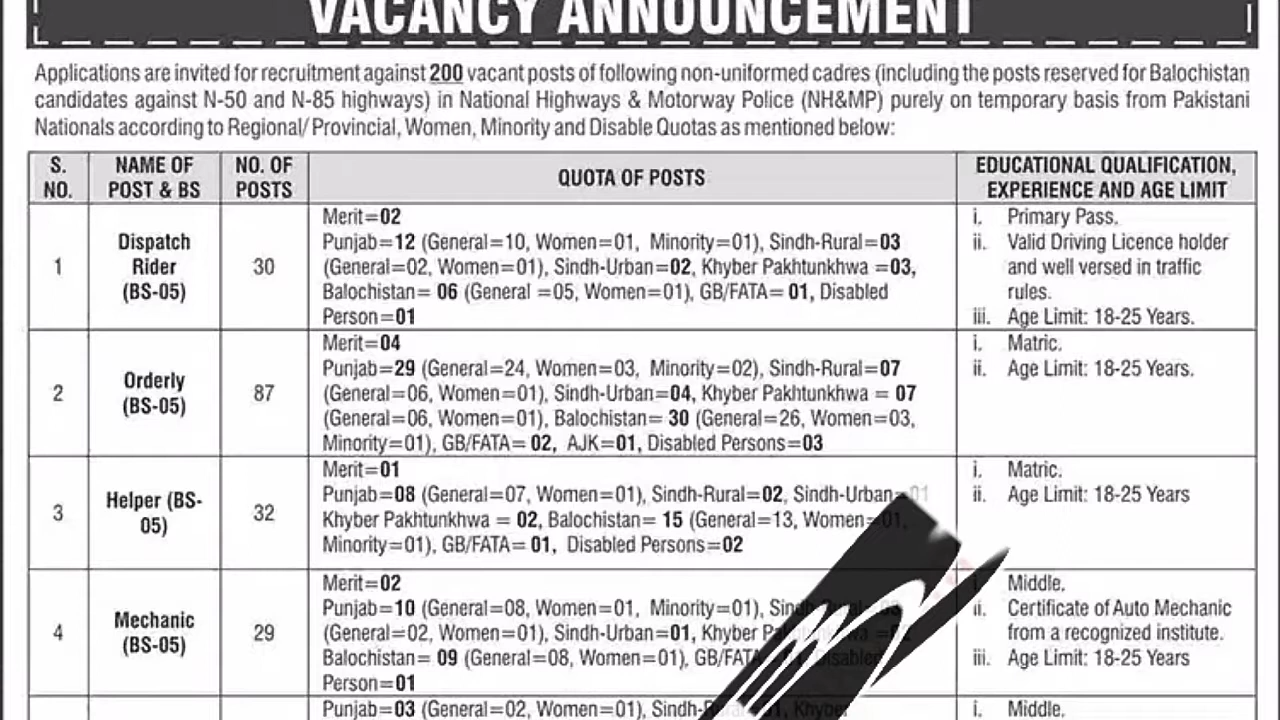 VACANCY ANNOUNCEMENT
Applications are invited for recruitment against 200 vacant posts of following non-uniformed cadres (including the posts reserved for Balochistan
candidates against N-50 and N-85 highways) in National Highways & Motorway Police (NH&MP) purely on temporary basis from Pakistani
Nationals according to Regional/ Provincial, Women, Minority and Disable Quotas as mentioned below:
S. NO. NAME OF POST & BS NO. OF POSTS QUOTA OF POSTS EDUCATIONAL QUALIFICATION, EXPERIENCE AND AGE LIMIT
1
Dispatch
Rider
(BS-05)
30
Merit=02
Punjab=12 (General=10, Women=01, Minority=01), Sindh-Rural=03
(General=02, Women=01), Sindh-Urban=02, Khyber Pakhtunkhwa =03,
Balochistan= 06 (General =05, Women=01), GB/FATA= 01, Disabled
Person=01
i. Primary Pass.
ii. Valid Driving Licence holder
and well versed in traffic
rules.
iii. Age Limit: 18-25 Years.
2
Orderly
(BS-05)
87
Merit=04
Punjab=29 (General=24, Women=03, Minority=02), Sindh-Rural=07
(General=06, Women=01), Sindh-Urban=04, Khyber Pakhtunkhwa = 07
(General=06, Women=01), Balochistan= 30 (General=26, Women=03,
Minority=01), GB/FATA= 02, AJK=01, Disabled Persons=03
i. Matric.
ii. Age Limit: 18-25 Years.
3
Helper (BS-
05)
32
Merit=01
Punjab=08 (General=07, Women=01), Sindh-Rural=02, Sindh-Urban=01
Khyber Pakhtunkhwa = 02, Balochistan= 15 (General=13, Women=01,
Minority=01), GB/FATA= 01, Disabled Persons=02
i. Matric.
ii. Age Limit: 18-25 Years
4
Mechanic
(BS-05)
29
Merit=02
Punjab=10 (General=08, Women=01, Minority=01),
(General=02, Women=01), Sindh-Urban=01, Khyber
Balochistan= 09 (General=08, Women=01), GB/FATA Disabled
Person=01
i. Middle.
ii. Certificate of Auto Mechanic
from a recognized institute.
iii. Age Limit: 18-25 Years
Punjab=03 (General=02, Women=01), Khyber
i. Middle.